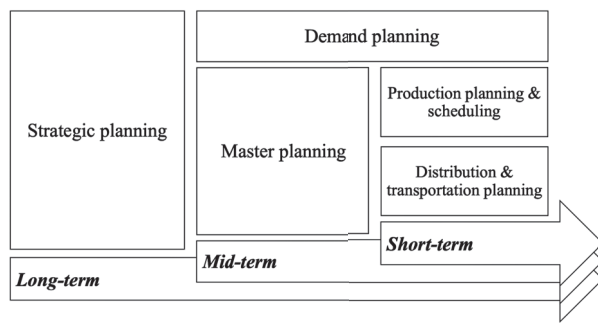 Demand planning
Strategic planning
Master planning
Production planning &
scheduling
Distribution &
transportation planning
Short-term
Mid-term
Long-term